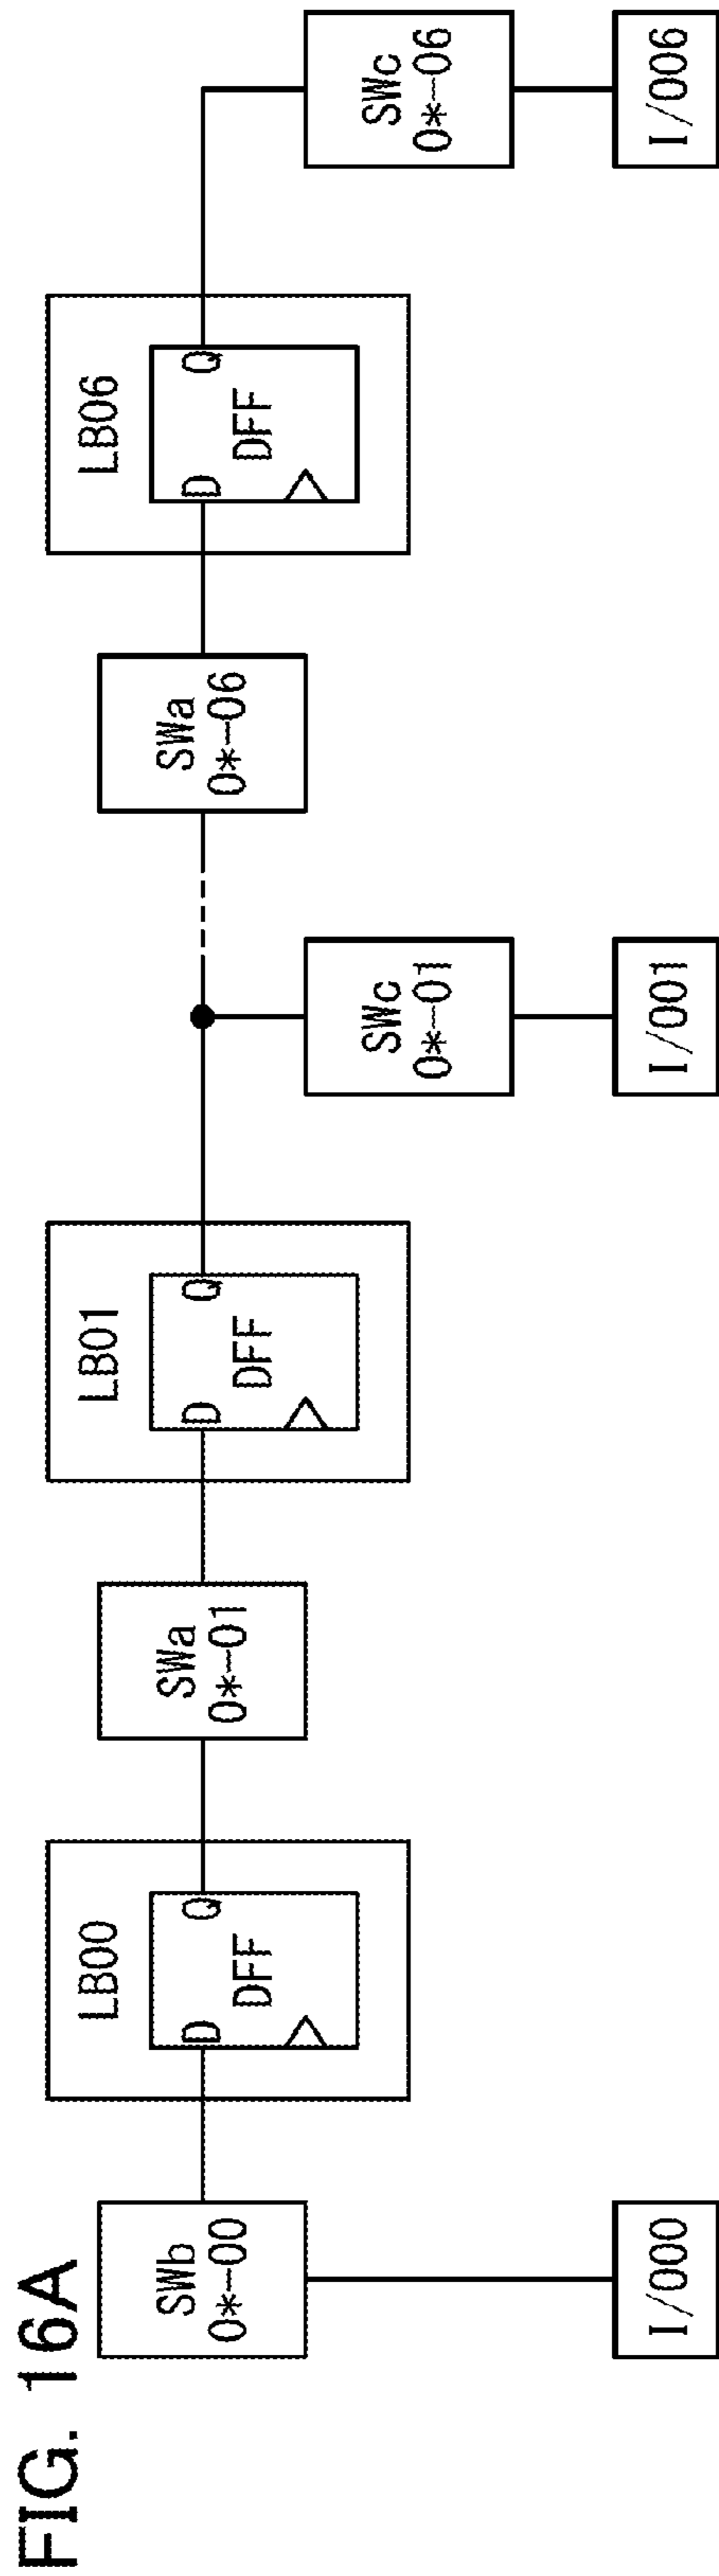 FIG. 16A
SWb
0*-00
I/000
LB00
D
Q
DFF
SWa
0*-01
LB01
D
Q
DFF
SWc
0*-01
I/001
SWa
0*-06
LB06
D
Q
DFF
SWc
0*-06
I/006